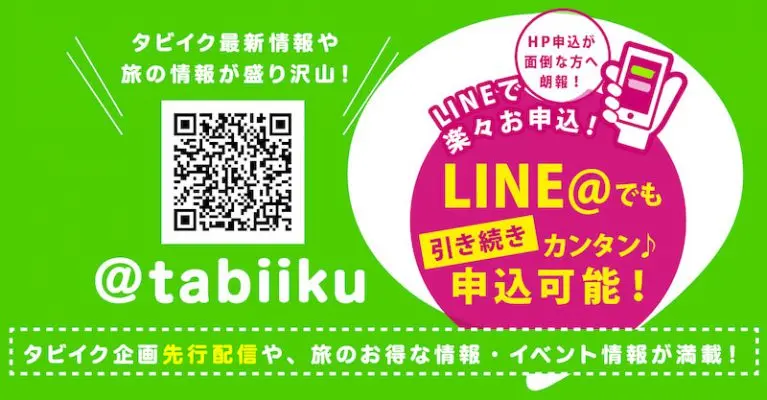 タビイク最新情報や
旅の情報が盛り沢山!
@tabiiku
HP申込が
面倒な方へ
朗報!
LINEで
楽々お申込!
LINE@でも
引き続きカンタン♪
申込可能!
タビイク企画先行配信や、旅のお得な情報・イベント情報が満載!